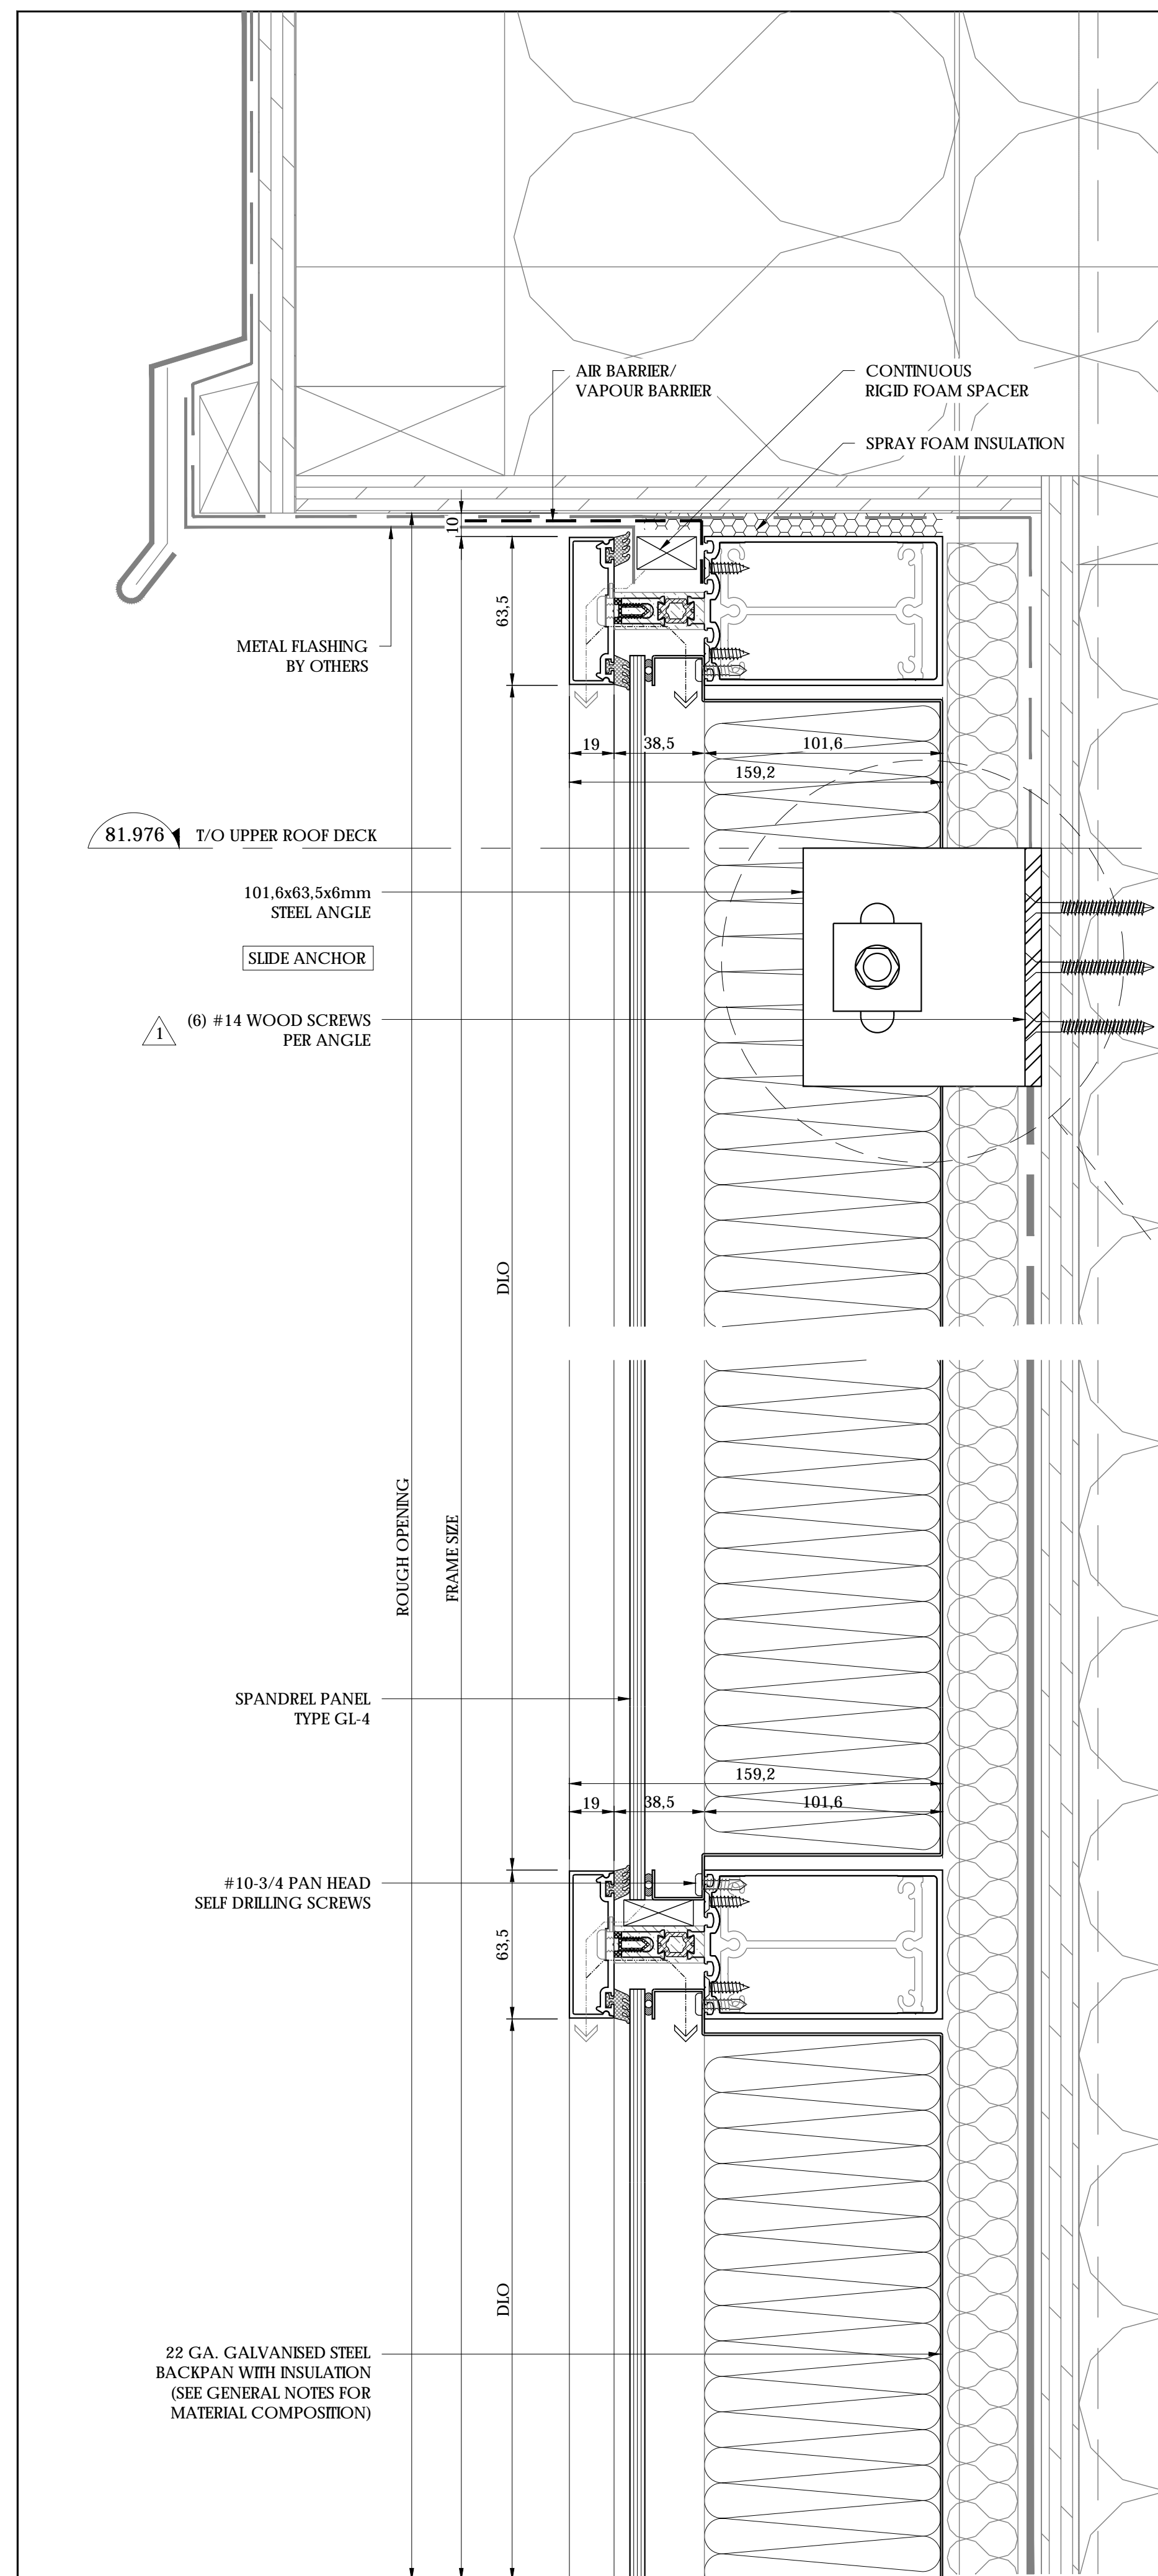 AIR BARRIER/
VAPOUR BARRIER
CONTINUOUS
RIGID FOAM SPACER
SPRAY FOAM INSULATION
10
63,5
METAL FLASHING
BY OTHERS
19
38,5
101,6
159,2
81.976
T/O UPPER ROOF DECK
101,6x63,5x6mm
STEEL ANGLE
SLIDE ANCHOR
1
(6) #14 WOOD SCREWS
PER ANGLE
DLO
ROUGH OPENING
FRAME SIZE
SPANDREL PANEL
TYPE GL-4
159,2
19
38,5
101,6
#10-3/4 PAN HEAD
SELF DRILLING SCREWS
63,5
DLO
22 GA. GALVANISED STEEL
BACKPAN WITH INSULATION
(SEE GENERAL NOTES FOR
MATERIAL COMPOSITION)